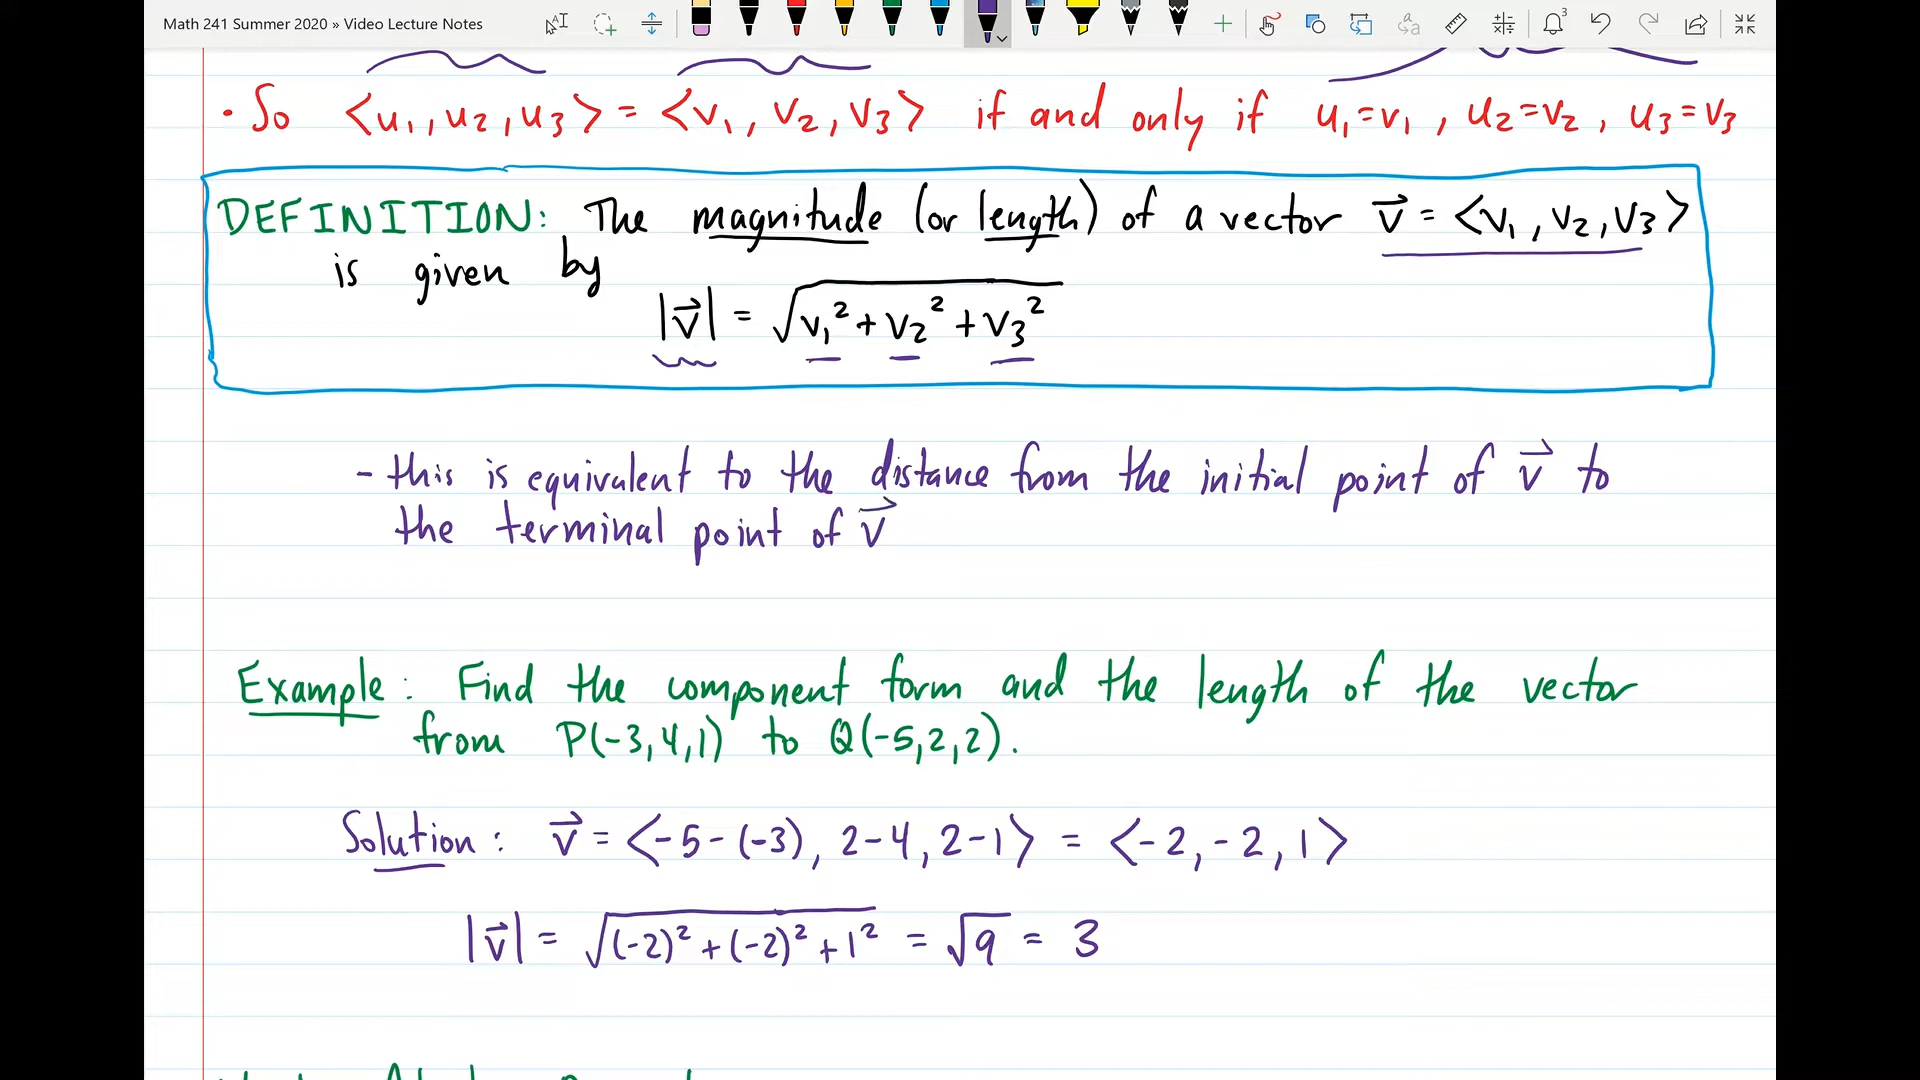 Math 241 Summer 2020 » Video Lecture Notes
3
• So <u₁, u₂, u₃> = <v₁, v₂, v₃> if and only if u₁=v₁, u₂=v₂, u₃=v₃
DEFINITION: The magnitude (or length) of a vector v⃗ = <v₁, v₂, v₃>
is given by
|v⃗| = √(v₁² + v₂² + v₃²)
- this is equivalent to the distance from the initial point of v⃗ to
the terminal point of v⃗
Example: Find the component form and the length of the vector
from P(-3,4,1) to Q(-5,2,2).
Solution: v⃗ = <-5-(-3), 2-4, 2-1> = <-2, -2, 1>
|v⃗| = √((-2)² + (-2)² + 1²) = √9 = 3